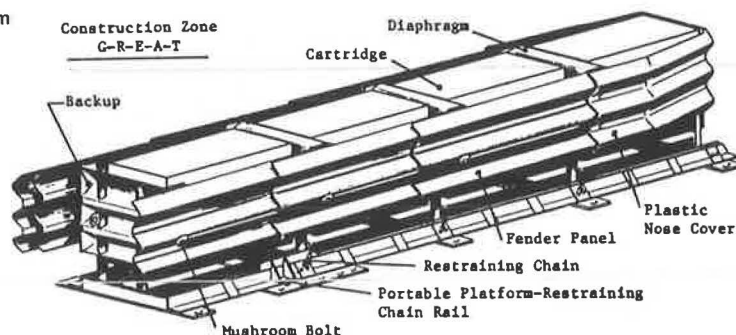 m
Construction Zone
G-R-E-A-T
Diaphragm
Cartridge
Backup
Plastic
Nose Cover
Fender Panel
Restraining Chain
Portable Platform-Restraining
Chain Rail
Mushroom Bolt